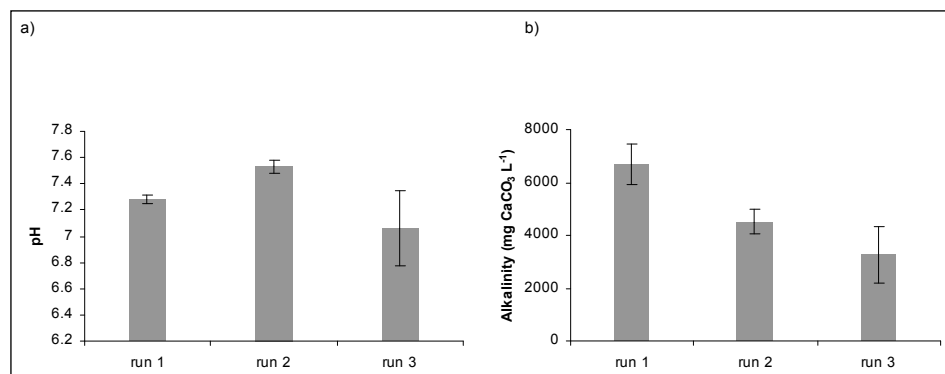 a)
pH
7.8
7.6
7.4
7.2
7
6.8
6.6
6.4
6.2
run 1 run 2 run 3
b)
Alkalinity (mg CaCO₃ L⁻¹)
8000
6000
4000
2000
0
run 1 run 2 run 3